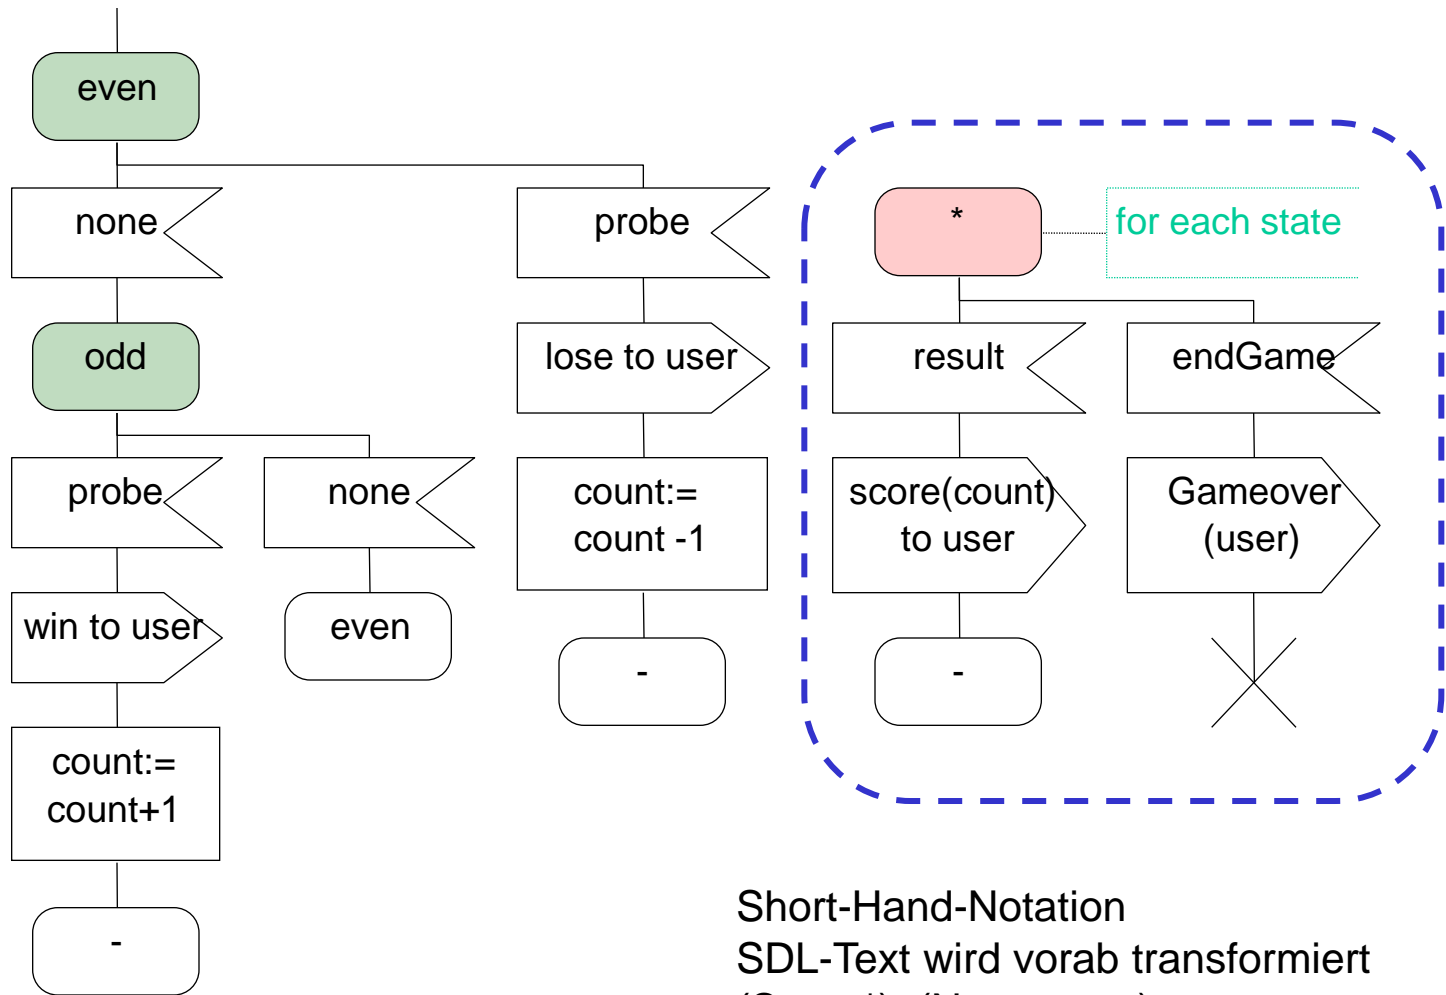 even
none
probe
*
for each state
odd
lose to user
result
endGame
probe
none
count:=
count -1
score(count)
to user
Gameover
(user)
win to user
even
-
-
count:=
count+1
-
Short-Hand-Notation
SDL-Text wird vorab transformiert